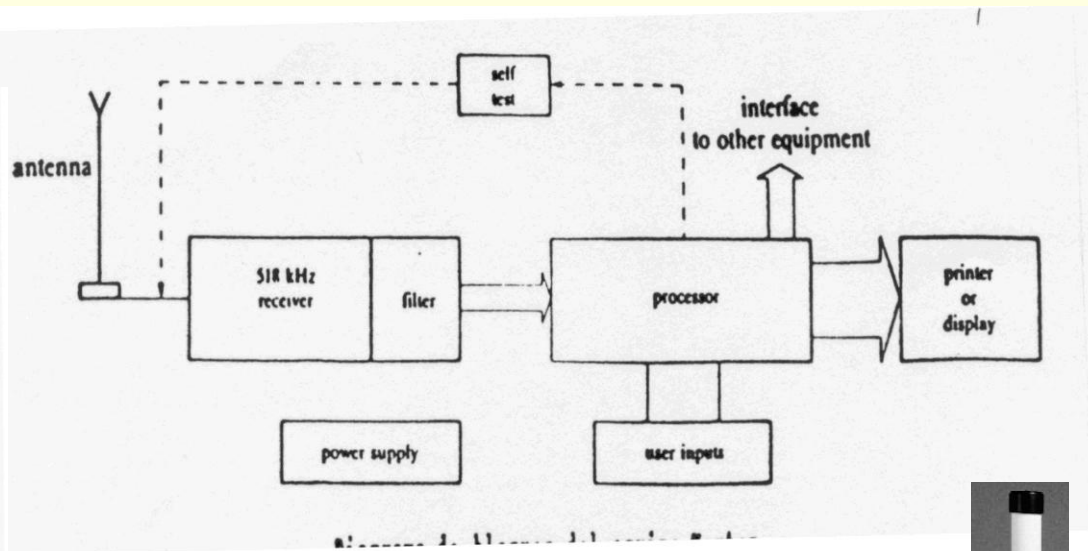 self
test
interface
to other equipment
antenna
518 kHz
receiver
filter
processor
printer
or
display
power supply
user inputs